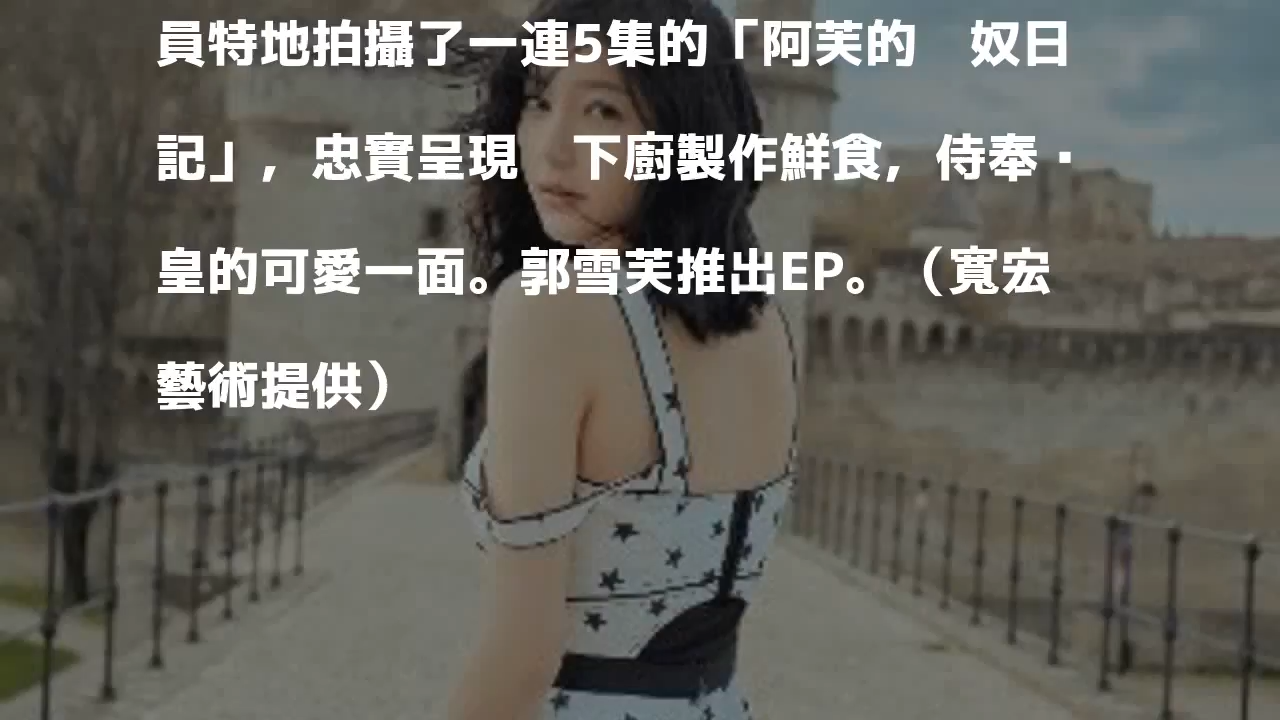 員特地拍攝了一連5集的「阿芙的　奴日
記」，忠實呈現　下廚製作鮮食，侍奉▪
皇的可愛一面。郭雪芙推出EP。（寬宏
藝術提供）